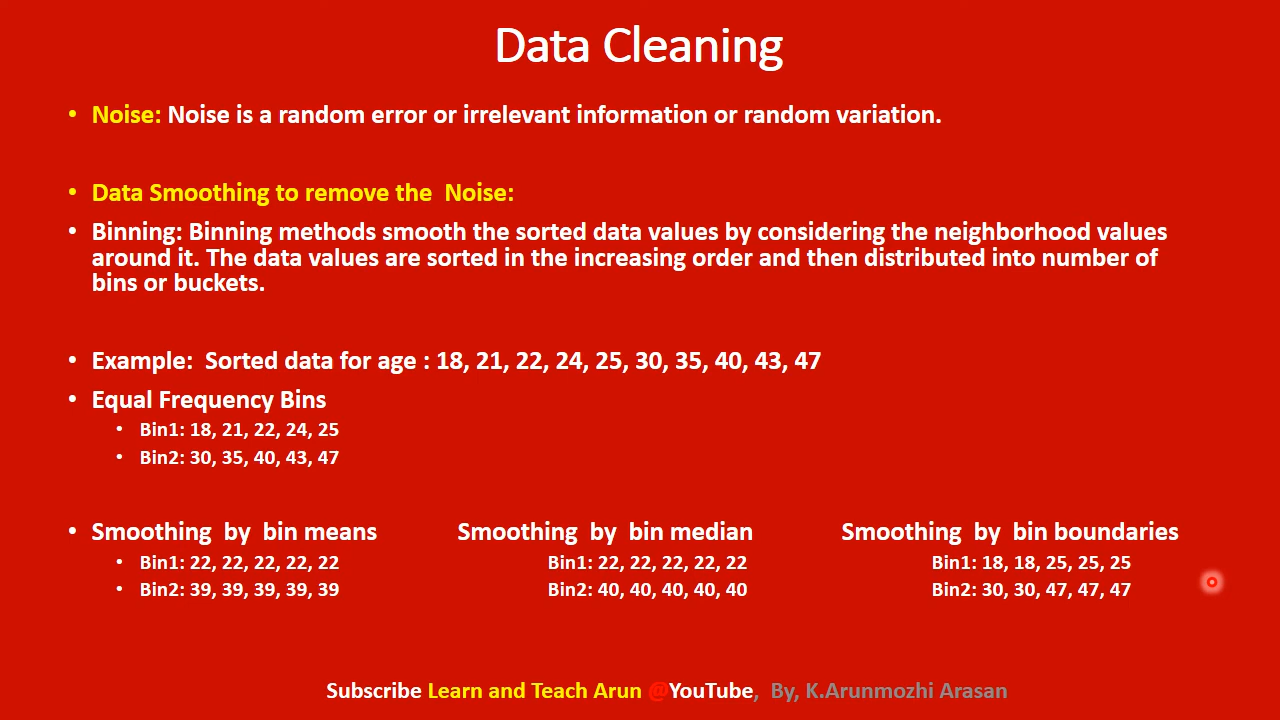 Data Cleaning
• Noise: Noise is a random error or irrelevant information or random variation.
• Data Smoothing to remove the  Noise:
• Binning: Binning methods smooth the sorted data values by considering the neighborhood values
around it. The data values are sorted in the increasing order and then distributed into number of
bins or buckets.
• Example:  Sorted data for age : 18, 21, 22, 24, 25, 30, 35, 40, 43, 47
• Equal Frequency Bins
• Bin1: 18, 21, 22, 24, 25
• Bin2: 30, 35, 40, 43, 47
• Smoothing  by  bin means    Smoothing  by  bin median    Smoothing  by  bin boundaries
• Bin1: 22, 22, 22, 22, 22    Bin1: 22, 22, 22, 22, 22    Bin1: 18, 18, 25, 25, 25
• Bin2: 39, 39, 39, 39, 39    Bin2: 40, 40, 40, 40, 40    Bin2: 30, 30, 47, 47, 47
Subscribe Learn and Teach Arun @YouTube,  By, K.Arunmozhi Arasan